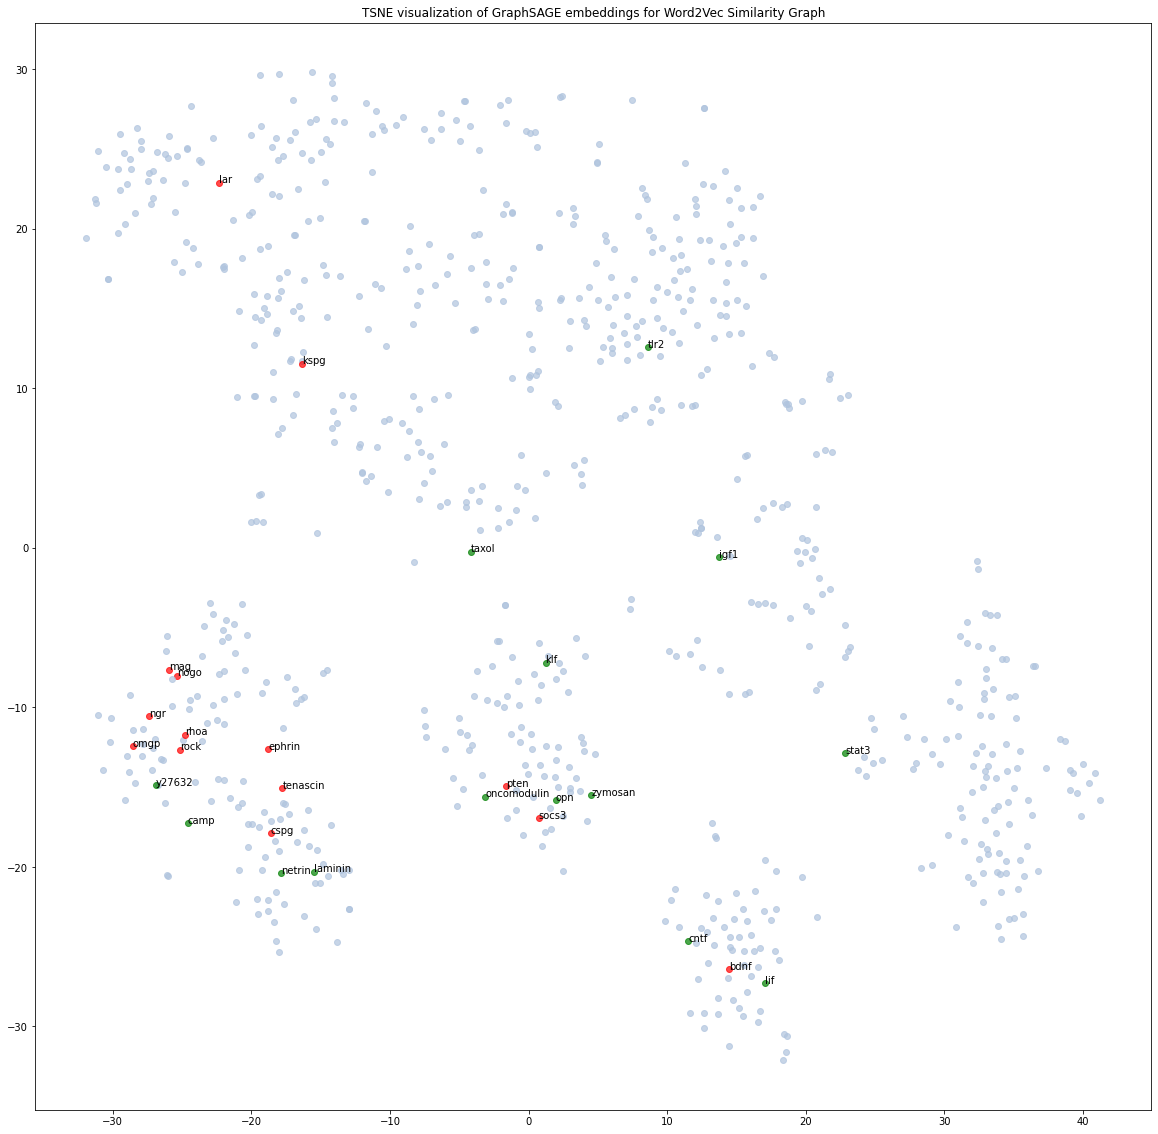 TSNE visualization of GraphSAGE embeddings for Word2Vec Similarity Graph
30
20
10
0
−10
−20
−30
lar
tlr2
kspg
taxol
igf1
klf
mag
nogo
ngr
rhoa
omgp
rock
ephrin
stat3
y27632
tenascin
pten
oncomodulin
opn
zymosan
camp
socs3
cspg
netrin
laminin
cntf
bdnf
lif
−30
−20
−10
0
10
20
30
40